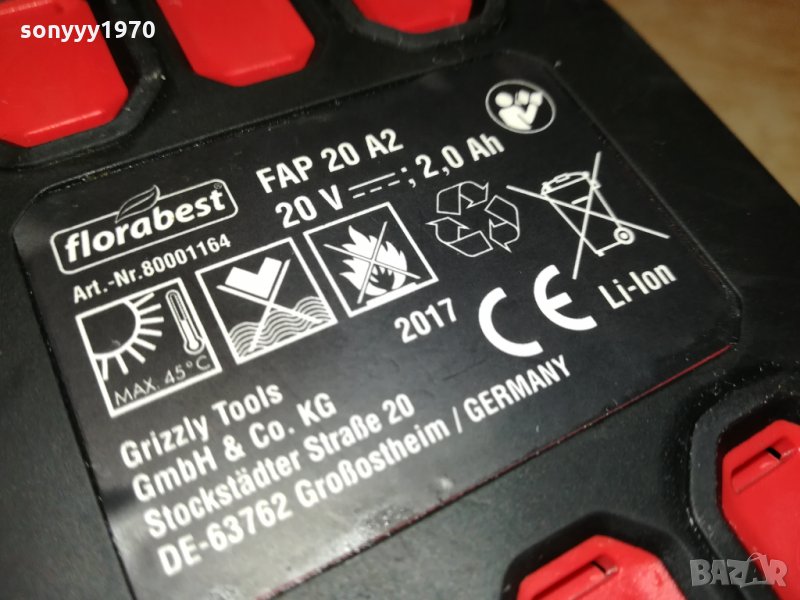 sonyyy1970
florabest®
FAP 20 A2
20 V ⎓; 2,0 Ah
Art.-Nr.80001164
MAX. 45°C
2017
CE
Li-Ion
Grizzly Tools
GmbH & Co. KG
Stockstädter Straße 20
DE-63762 Großostheim / GERMANY
BAZAR